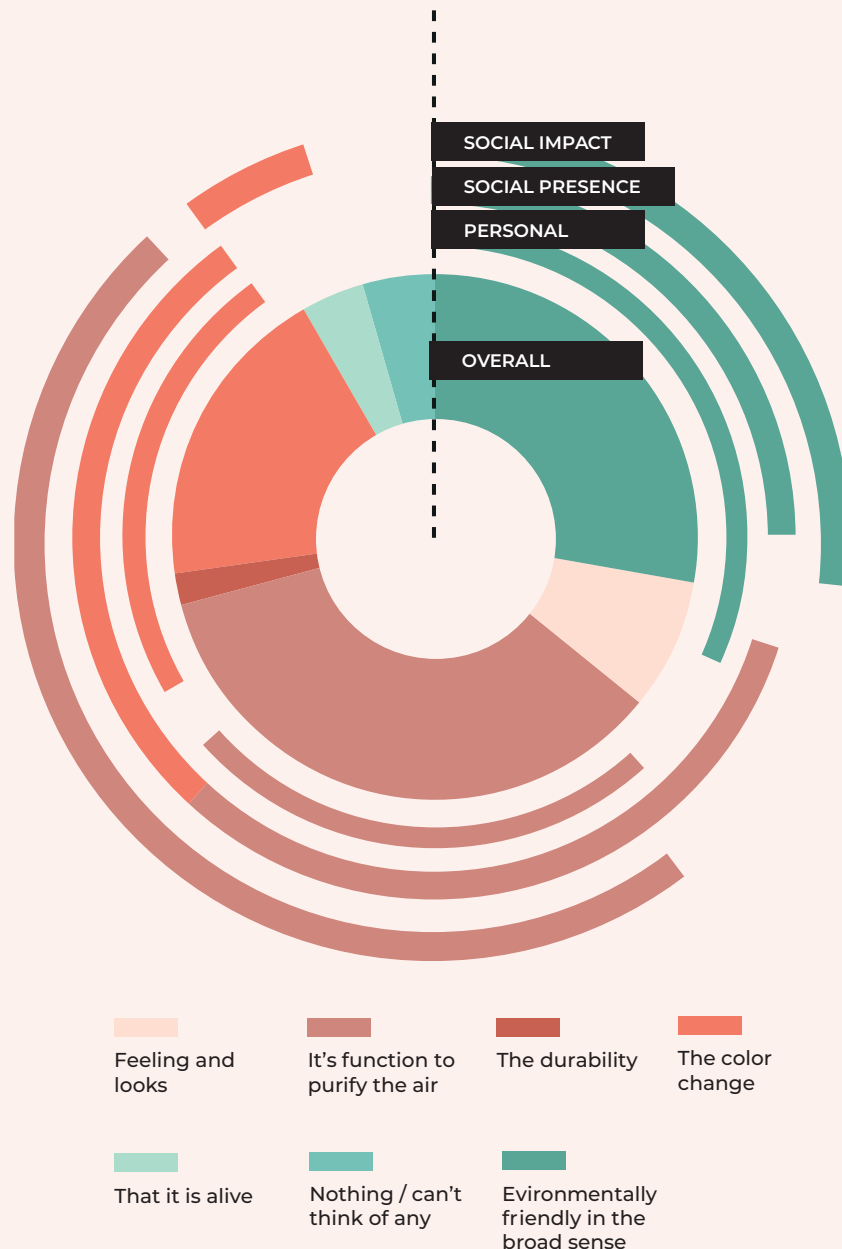 SOCIAL IMPACT
SOCIAL PRESENCE
PERSONAL
OVERALL
Feeling and
looks
It’s function to
purify the air
The durability
The color
change
That it is alive
Nothing / can’t
think of any
Evironmentally
friendly in the
broad sense